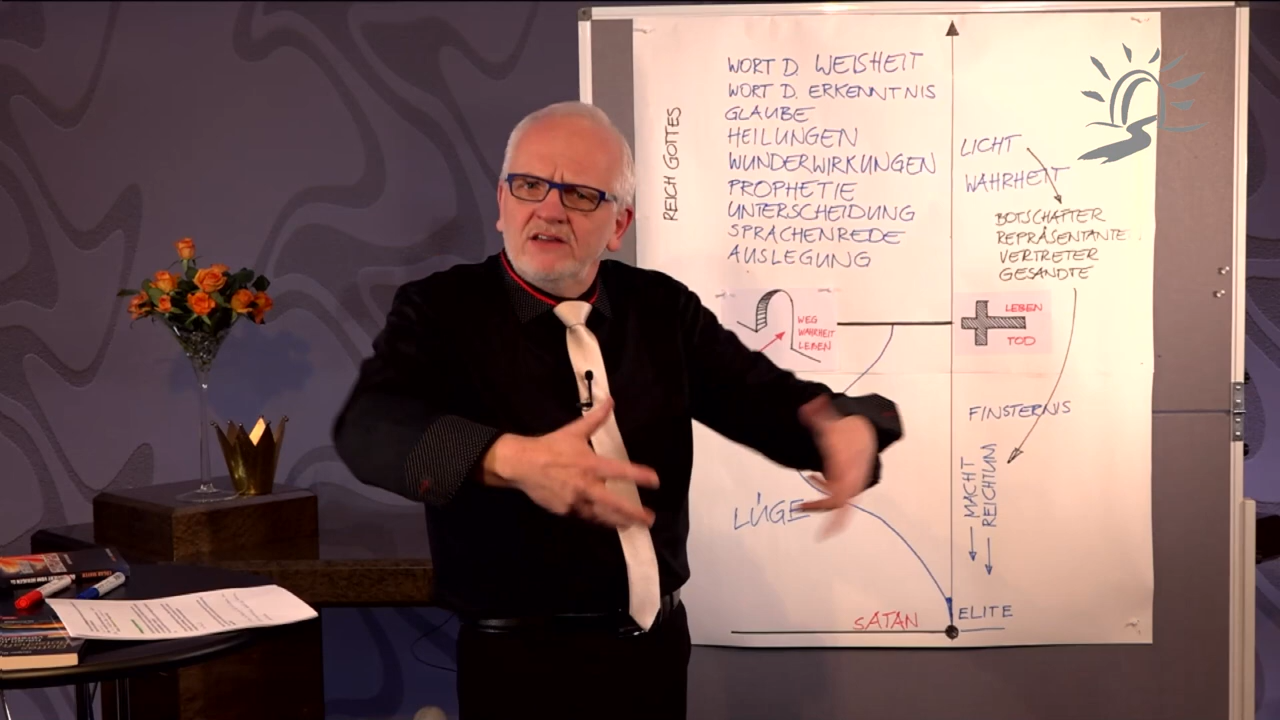 REICH GOTTES
WORT D. WEISHEIT
WORT D. ERKENNTNIS
GLAUBE
HEILUNGEN
WUNDERWIRKUNGEN
PROPHETIE
UNTERSCHEIDUNG
SPRACHENREDE
AUSLEGUNG
LICHT
WAHRHEIT
BOTSCHAFTER
REPRÄSENTANTE
VERTRETER
GESANDTE
WEG
WAHRHEIT
LEBEN
LEBEN
TOD
FINSTERNIS
MACHT
REICHTUM
LÜGE
SATAN
ELITE